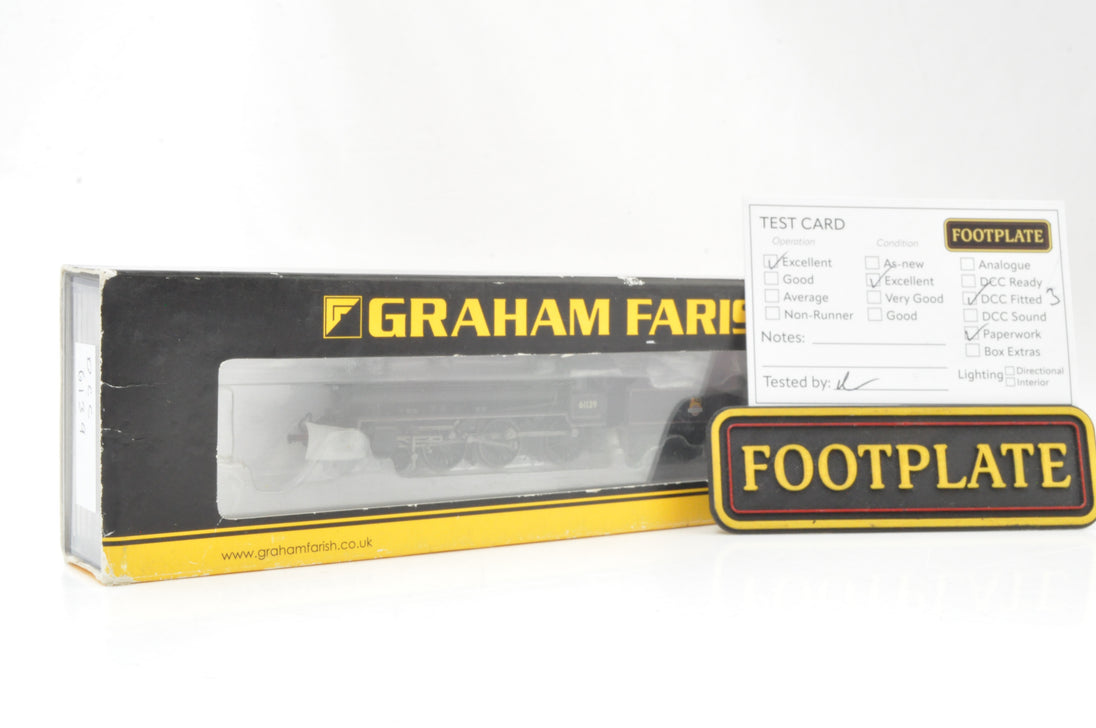 GRAHAM FARIS
61139
www.grahamfarish.co.uk
TEST CARD
FOOTPLATE
Operation
Excellent
Good
Average
Non-Runner
Condition
As-new
Excellent
Very Good
Good
Analogue
DCC Ready
DCC Fitted 3
DCC Sound
Paperwork
Box Extras
Notes:
Lighting
Directional
Interior
Tested by:
FOOTPLATE